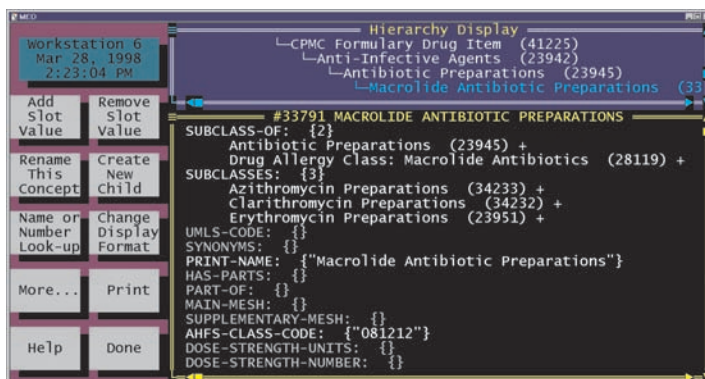 MED
Workstation 6
Mar 28, 1998
2:23:04 PM
Add Slot Value
Remove Slot Value
Rename This Concept
Create New Child
Name or Number Look-up
Change Display Format
More...
Print
Help
Done
Hierarchy Display
CPMC Formulary Drug Item (41225)
Anti-Infective Agents (23942)
Antibiotic Preparations (23945)
Macrolide Antibiotic Preparations (33
#33791 MACROLIDE ANTIBIOTIC PREPARATIONS
SUBCLASS-OF: {2}
Antibiotic Preparations (23945) +
Drug Allergy Class: Macrolide Antibiotics (28119) +
SUBCLASSES: {3}
Azithromycin Preparations (34233) +
Clarithromycin Preparations (34232) +
Erythromycin Preparations (23951) +
UMLS-CODE: {}
SYNONYMS: {}
PRINT-NAME: {"Macrolide Antibiotic Preparations"}
HAS-PARTS: {}
PART-OF: {}
MAIN-MESH: {}
SUPPLEMENTARY-MESH: {}
AHFS-CLASS-CODE: {"081212"}
DOSE-STRENGTH-UNITS: {}
DOSE-STRENGTH-NUMBER: {}